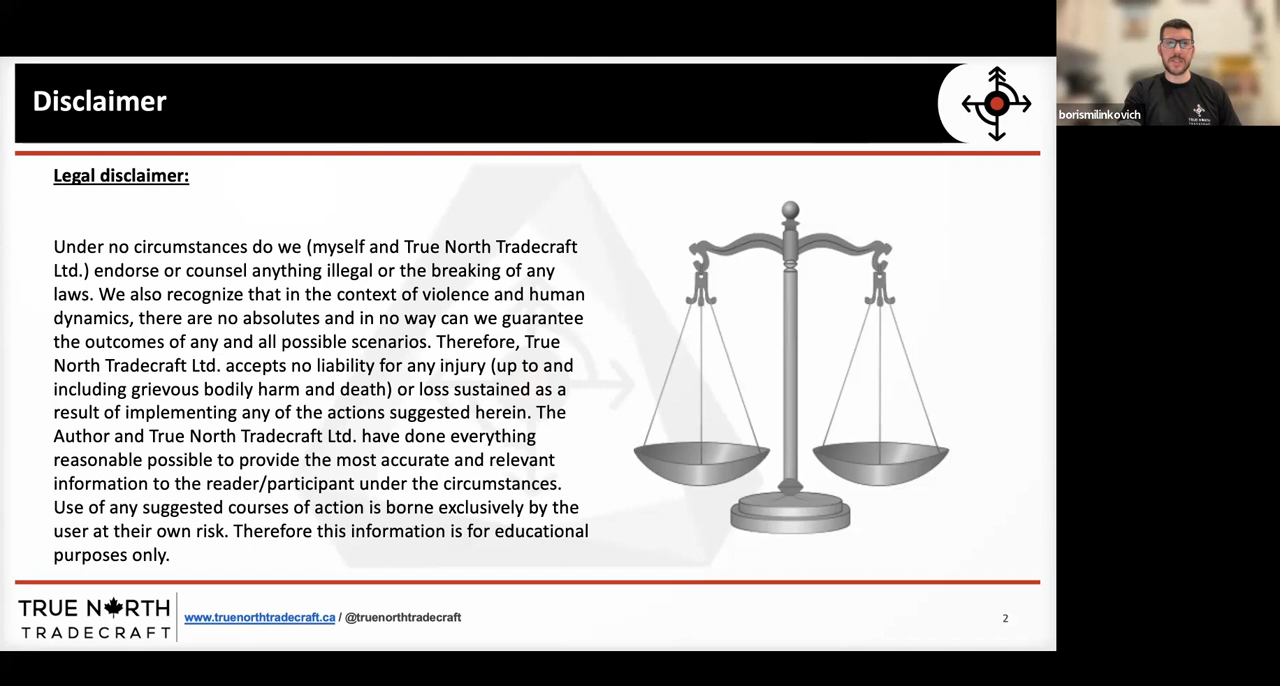 Disclaimer
borismilinkovich
TRUE NORTH
TRADECRAFT
Legal disclaimer:
Under no circumstances do we (myself and True North Tradecraft
Ltd.) endorse or counsel anything illegal or the breaking of any
laws. We also recognize that in the context of violence and human
dynamics, there are no absolutes and in no way can we guarantee
the outcomes of any and all possible scenarios. Therefore, True
North Tradecraft Ltd. accepts no liability for any injury (up to and
including grievous bodily harm and death) or loss sustained as a
result of implementing any of the actions suggested herein. The
Author and True North Tradecraft Ltd. have done everything
reasonable possible to provide the most accurate and relevant
information to the reader/participant under the circumstances.
Use of any suggested courses of action is borne exclusively by the
user at their own risk. Therefore this information is for educational
purposes only.
TRUE NORTH
TRADECRAFT
www.truenorthtradecraft.ca / @truenorthtradecraft
2